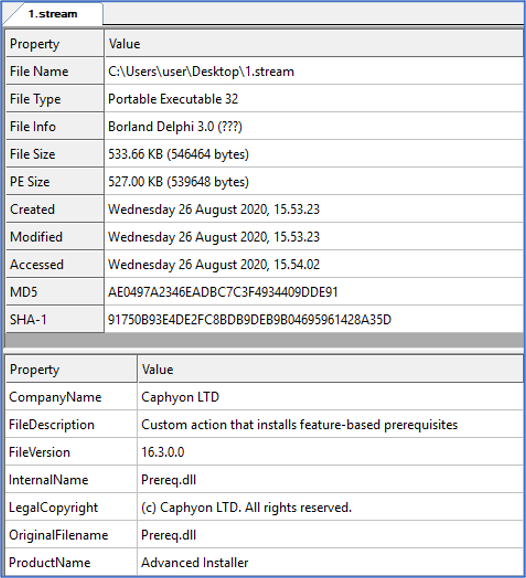 1.stream
Property Value
File Name C:\Users\user\Desktop\1.stream
File Type Portable Executable 32
File Info Borland Delphi 3.0 (???)
File Size 533.66 KB (546464 bytes)
PE Size 527.00 KB (539648 bytes)
Created Wednesday 26 August 2020, 15.53.23
Modified Wednesday 26 August 2020, 15.53.23
Accessed Wednesday 26 August 2020, 15.54.02
MD5 AE0497A2346EADBC7C3F4934409DDE91
SHA-1 91750B93E4DE2FC8BDB9DEB9B04695961428A35D
Property Value
CompanyName Caphyon LTD
FileDescription Custom action that installs feature-based prerequisites
FileVersion 16.3.0.0
InternalName Prereq.dll
LegalCopyright (c) Caphyon LTD. All rights reserved.
OriginalFilename Prereq.dll
ProductName Advanced Installer